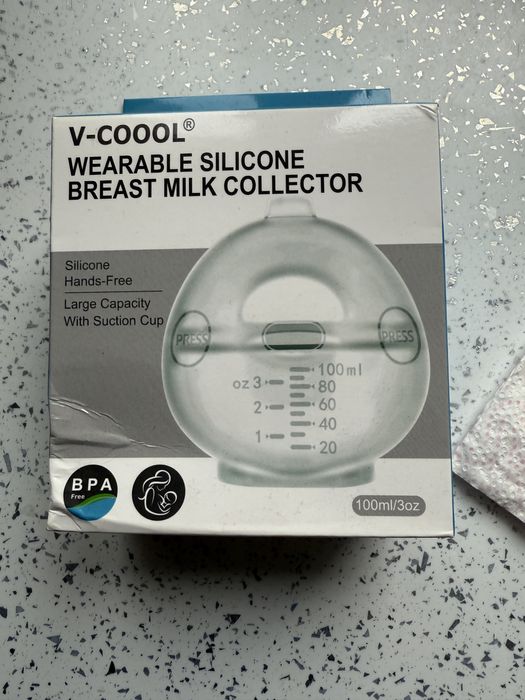 V-COOOL®
WEARABLE SILICONE
BREAST MILK COLLECTOR
Silicone
Hands-Free
Large Capacity
With Suction Cup
PRESS
PRESS
100ml
oz 3 80
2 60
40
1 20
BPA
Free
100ml/3oz